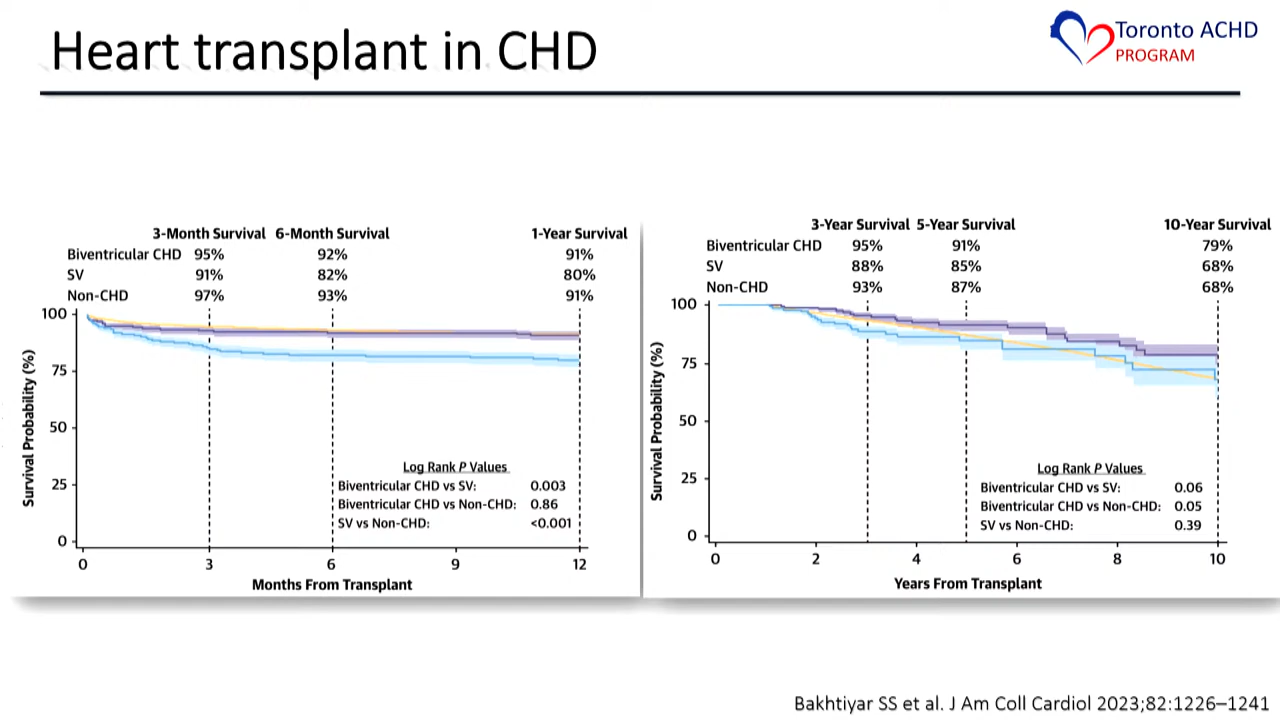 Heart transplant in CHD
Toronto ACHD
PROGRAM
3-Month Survival 6-Month Survival 1-Year Survival
Biventricular CHD 95% 92% 91%
SV 91% 82% 80%
Non-CHD 97% 93% 91%
100
75
50
25
0
Survival Probability (%)
Log Rank P Values
Biventricular CHD vs SV: 0.003
Biventricular CHD vs Non-CHD: 0.86
SV vs Non-CHD: <0.001
0 3 6 9 12
Months From Transplant
3-Year Survival 5-Year Survival 10-Year Survival
Biventricular CHD 95% 91% 79%
SV 88% 85% 68%
Non-CHD 93% 87% 68%
100
75
50
25
0
Survival Probability (%)
Log Rank P Values
Biventricular CHD vs SV: 0.06
Biventricular CHD vs Non-CHD: 0.05
SV vs Non-CHD: 0.39
0 2 4 6 8 10
Years From Transplant
Bakhtiyar SS et al. J Am Coll Cardiol 2023;82:1226–1241